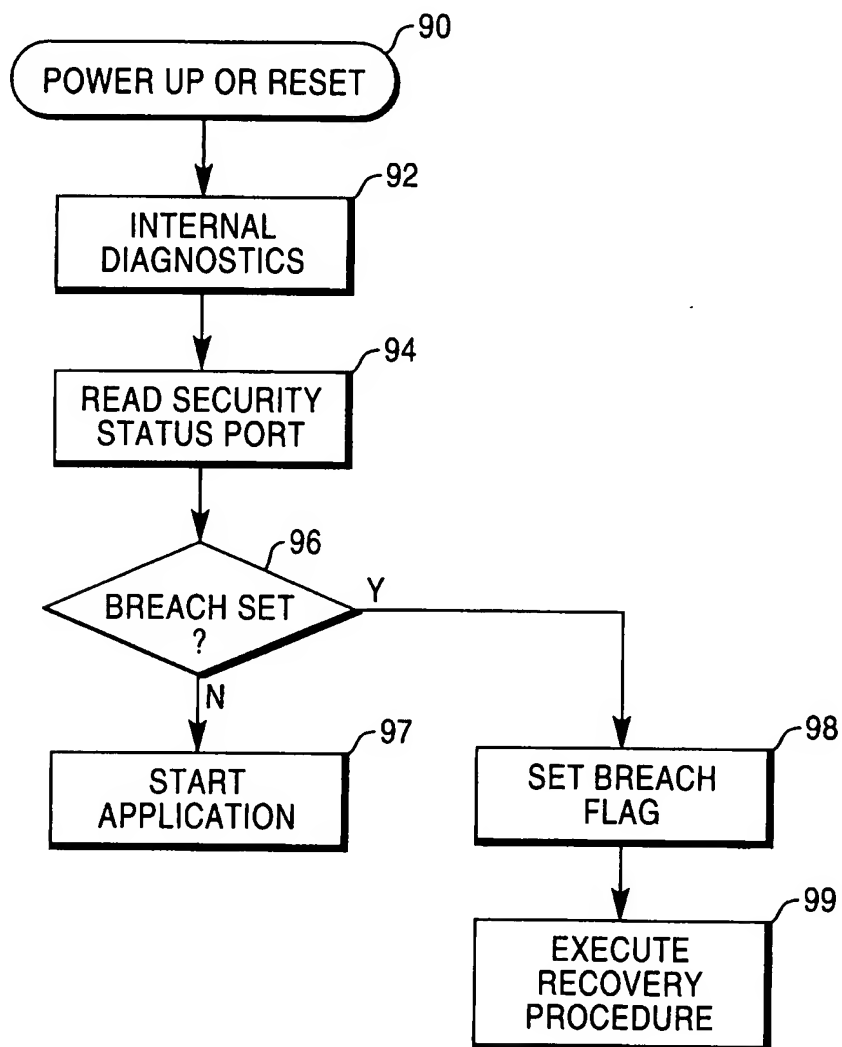 90
POWER UP OR RESET
92
INTERNAL
DIAGNOSTICS
94
READ SECURITY
STATUS PORT
96
BREACH SET
?
Y
N
97
START
APPLICATION
98
SET BREACH
FLAG
99
EXECUTE
RECOVERY
PROCEDURE